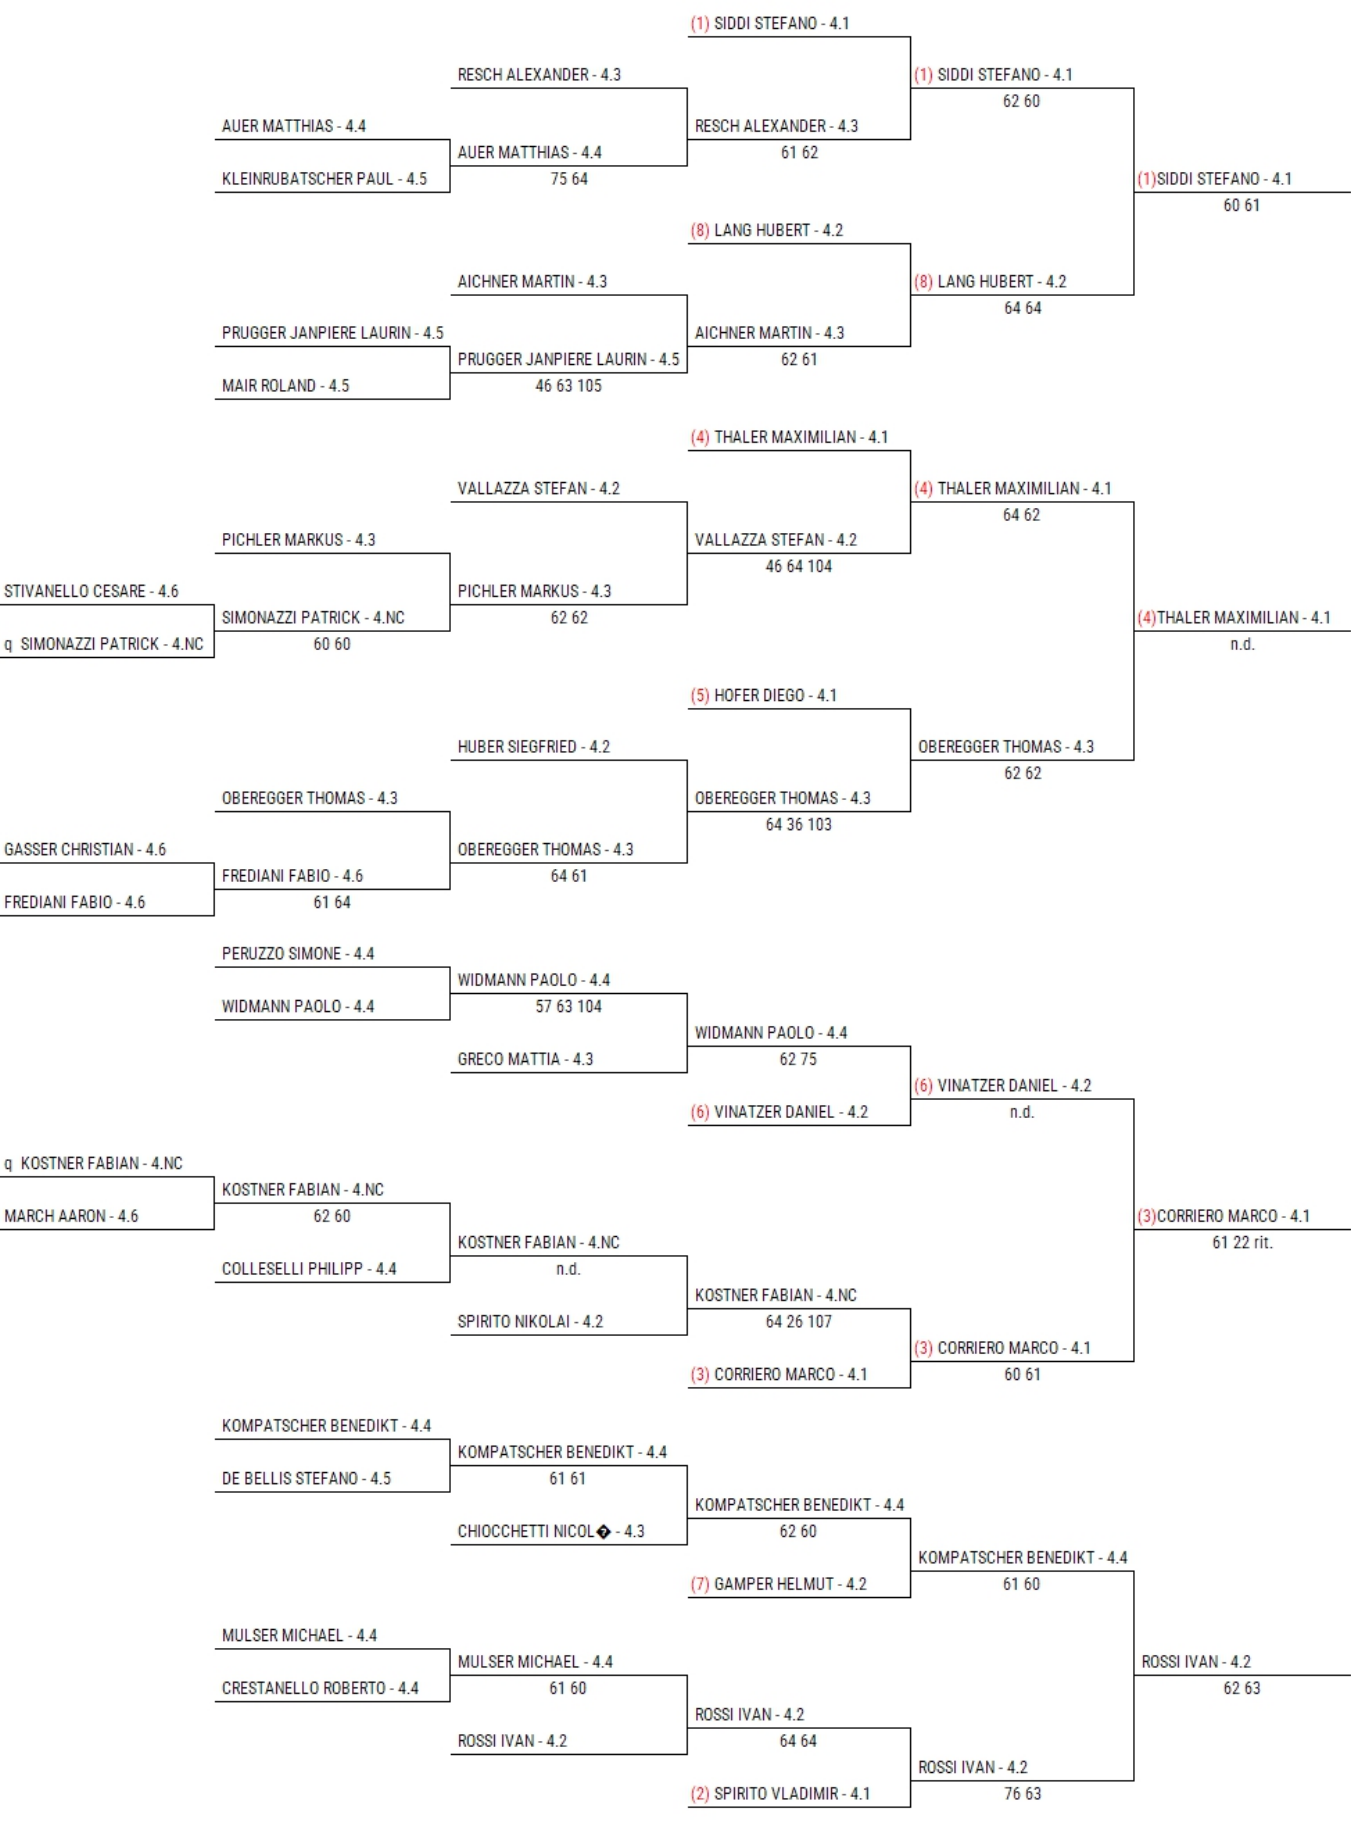 (1) SIDDI STEFANO - 4.1
RESCH ALEXANDER - 4.3
(1) SIDDI STEFANO - 4.1
62 60
AUER MATTHIAS - 4.4
RESCH ALEXANDER - 4.3
61 62
AUER MATTHIAS - 4.4
75 64
KLEINRUBATSCHER PAUL - 4.5
(1)SIDDI STEFANO - 4.1
60 61
(8) LANG HUBERT - 4.2
AICHNER MARTIN - 4.3
(8) LANG HUBERT - 4.2
64 64
PRUGGER JANPIERE LAURIN - 4.5
AICHNER MARTIN - 4.3
62 61
PRUGGER JANPIERE LAURIN - 4.5
46 63 105
MAIR ROLAND - 4.5
(4) THALER MAXIMILIAN - 4.1
VALLAZZA STEFAN - 4.2
(4) THALER MAXIMILIAN - 4.1
64 62
PICHLER MARKUS - 4.3
VALLAZZA STEFAN - 4.2
46 64 104
STIVANELLO CESARE - 4.6
PICHLER MARKUS - 4.3
62 62
SIMONAZZI PATRICK - 4.NC
60 60
(4)THALER MAXIMILIAN - 4.1
n.d.
q SIMONAZZI PATRICK - 4.NC
(5) HOFER DIEGO - 4.1
HUBER SIEGFRIED - 4.2
OBEREGGER THOMAS - 4.3
62 62
OBEREGGER THOMAS - 4.3
OBEREGGER THOMAS - 4.3
64 36 103
GASSER CHRISTIAN - 4.6
OBEREGGER THOMAS - 4.3
64 61
FREDIANI FABIO - 4.6
61 64
FREDIANI FABIO - 4.6
PERUZZO SIMONE - 4.4
WIDMANN PAOLO - 4.4
57 63 104
WIDMANN PAOLO - 4.4
WIDMANN PAOLO - 4.4
62 75
GRECO MATTIA - 4.3
(6) VINATZER DANIEL - 4.2
n.d.
(6) VINATZER DANIEL - 4.2
q KOSTNER FABIAN - 4.NC
KOSTNER FABIAN - 4.NC
62 60
MARCH AARON - 4.6
(3)CORRIERO MARCO - 4.1
61 22 rit.
KOSTNER FABIAN - 4.NC
n.d.
COLLESELLI PHILIPP - 4.4
KOSTNER FABIAN - 4.NC
64 26 107
SPIRITO NIKOLAI - 4.2
(3) CORRIERO MARCO - 4.1
60 61
(3) CORRIERO MARCO - 4.1
KOMPATSCHER BENEDIKT - 4.4
KOMPATSCHER BENEDIKT - 4.4
61 61
DE BELLIS STEFANO - 4.5
KOMPATSCHER BENEDIKT - 4.4
62 60
CHIOCCHETTI NICOL� - 4.3
KOMPATSCHER BENEDIKT - 4.4
61 60
(7) GAMPER HELMUT - 4.2
MULSER MICHAEL - 4.4
MULSER MICHAEL - 4.4
61 60
ROSSI IVAN - 4.2
62 63
CRESTANELLO ROBERTO - 4.4
ROSSI IVAN - 4.2
64 64
ROSSI IVAN - 4.2
ROSSI IVAN - 4.2
76 63
(2) SPIRITO VLADIMIR - 4.1